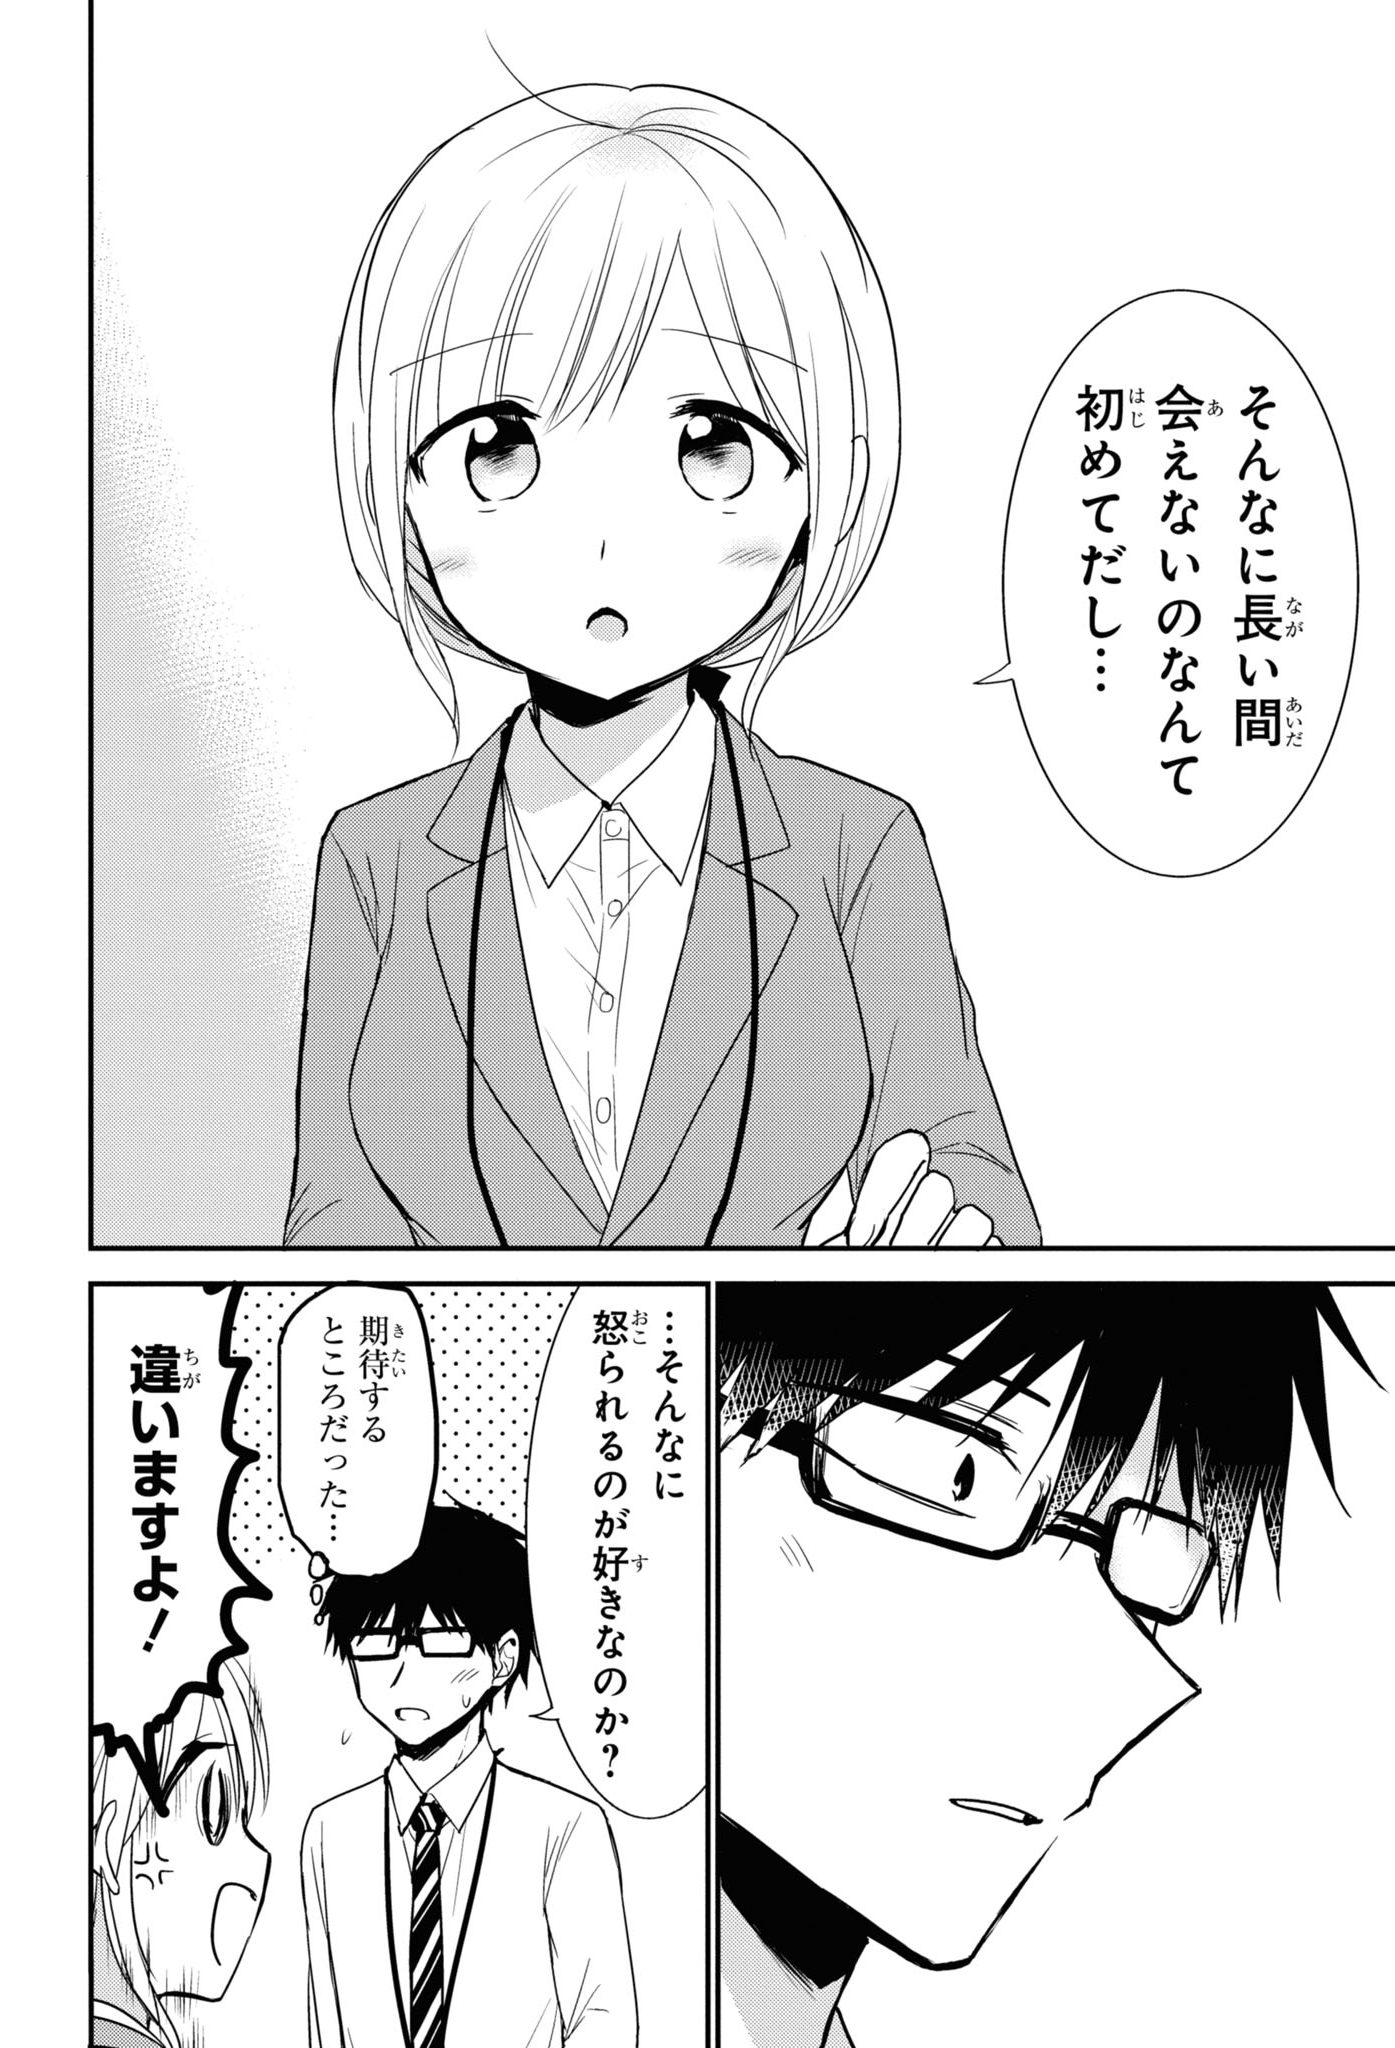 そんなに長い間
会えないのなんて
初めてだし…
…そんなに
怒られるのが好きなのか?
期待する
ところだった…
違いますよ!